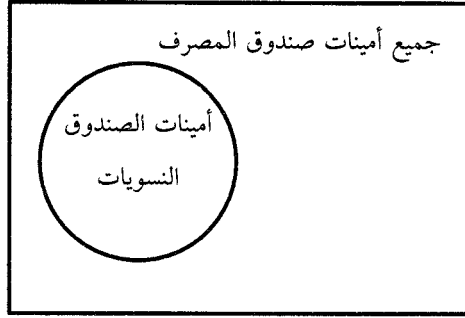 جميع أمينات صندوق المصرف
أمينات الصندوق
النسويات